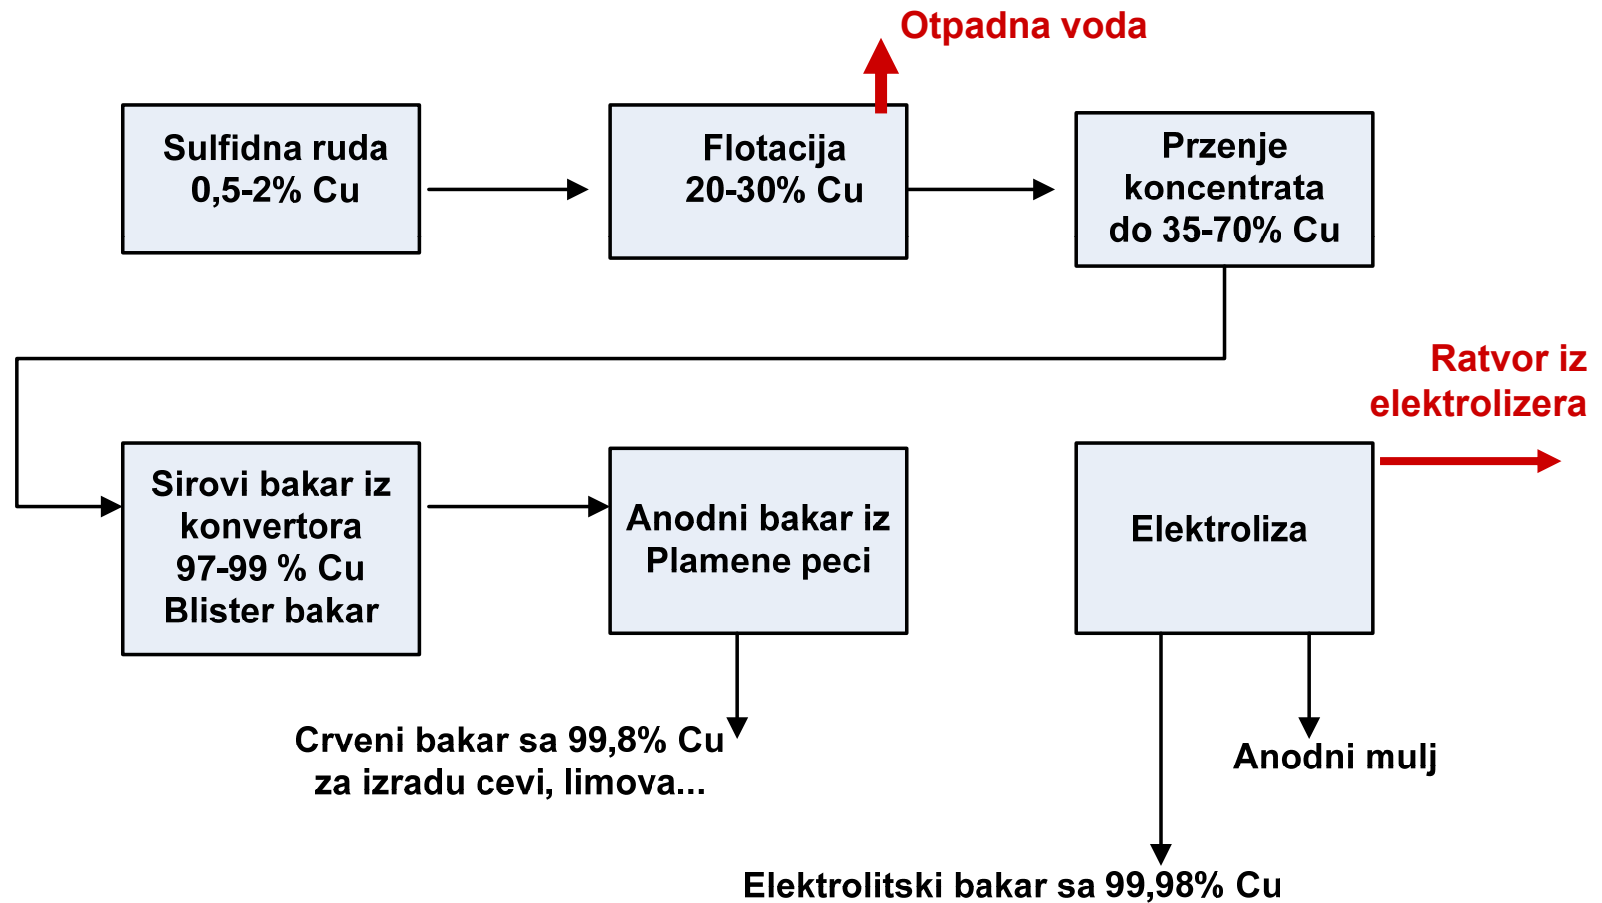 Otpadna voda
Sulfidna ruda
0,5-2% Cu
Flotacija
20-30% Cu
Przenje
koncentrata
do 35-70% Cu
Ratvor iz
elektrolizera
Sirovi bakar iz
konvertora
97-99 % Cu
Blister bakar
Anodni bakar iz
Plamene peci
Elektroliza
Crveni bakar sa 99,8% Cu
za izradu cevi, limova...
Anodni mulj
Elektrolitski bakar sa 99,98% Cu